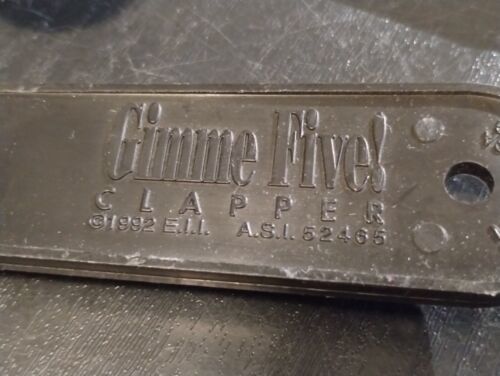 Gimme Five!
CLAPPER
©1992 E.I.I. A.S.I. 52465